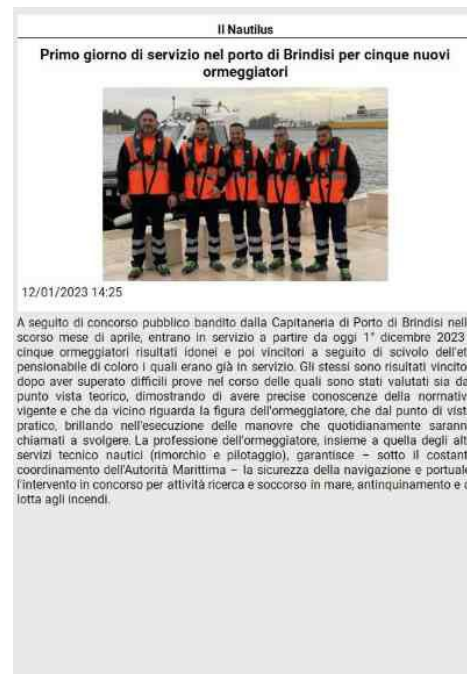 Il Nautilus
Primo giorno di servizio nel porto di Brindisi per cinque nuovi
ormeggiatori
12/01/2023 14:25
A seguito di concorso pubblico bandito dalla Capitaneria di Porto di Brindisi nell
scorso mese di aprile, entrano in servizio a partire da oggi 1° dicembre 2023
cinque ormeggiatori risultati idonei e poi vincitori a seguito di scivolo dell'et
pensionabile di coloro i quali erano già in servizio. Gli stessi sono risultati vincito
dopo aver superato difficili prove nel corso delle quali sono stati valutati sia da
punto vista teorico, dimostrando di avere precise conoscenze della normativ
vigente e che da vicino riguarda la figura dell'ormeggiatore, che dal punto di vist
pratico, brillando nell'esecuzione delle manovre che quotidianamente sarann
chiamati a svolgere. La professione dell'ormeggiatore, insieme a quella degli alt
servizi tecnico nautici (rimorchio e pilotaggio), garantisce – sotto il costant
coordinamento dell'Autorità Marittima – la sicurezza della navigazione e portuale
l'intervento in concorso per attività ricerca e soccorso in mare, antinquinamento e d
lotta agli incendi.